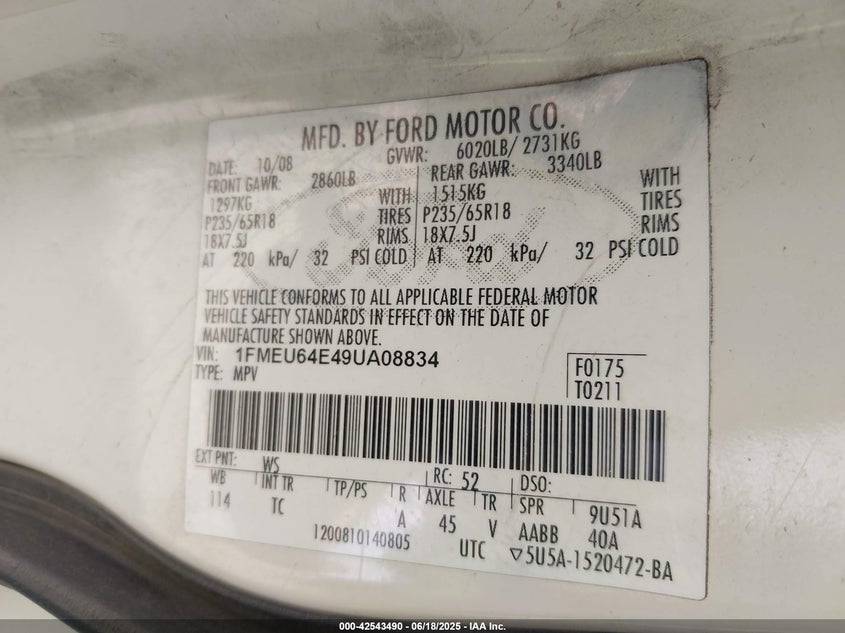 MFD. BY FORD MOTOR CO.
DATE: 10/08 GVWR: 6020LB/ 2731KG
FRONT GAWR: 2860LB REAR GAWR: 3340LB
1297KG WITH 1515KG WITH
P235/65R18 TIRES P235/65R18 TIRES
18X7.5J RIMS 18X7.5J RIMS
AT 220 kPa/ 32 PSI COLD AT 220 kPa/ 32 PSI COLD
Ford
THIS VEHICLE CONFORMS TO ALL APPLICABLE FEDERAL MOTOR
VEHICLE SAFETY STANDARDS IN EFFECT ON THE DATE OF
MANUFACTURE SHOWN ABOVE.
VIN: 1FMEU64E49UA08834
TYPE: MPV
F0175
T0211
EXT PNT: WS RC: 52 DSO:
WB INT TR TP/PS R AXLE TR SPR 9U51A
114 TC A 45 V AABB 40A
1200810140805 UTC ▽5U5A-1520472-BA
000-42543490 - 06/18/2025 - IAA Inc.